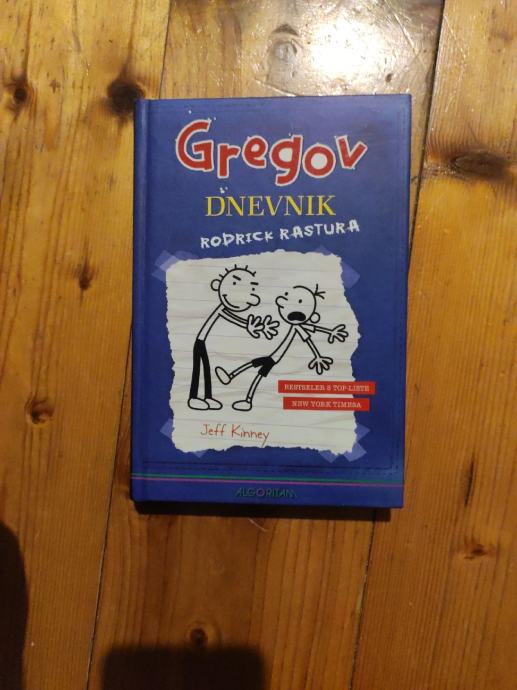 Gregov
DNEVNIK
RODRICK RASTURA
BESTSELER S TOP-LISTE
NEW YORK TIMESA
Jeff Kinney
ALGORITAM